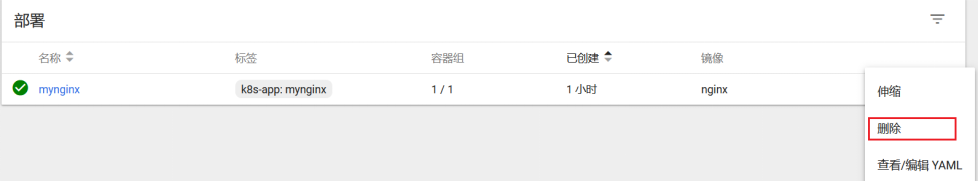 部署
名称 标签 容器组 已创建 镜像
mynginx k8s-app: mynginx 1 / 1 1 小时 nginx
伸缩
删除
查看/编辑 YAML